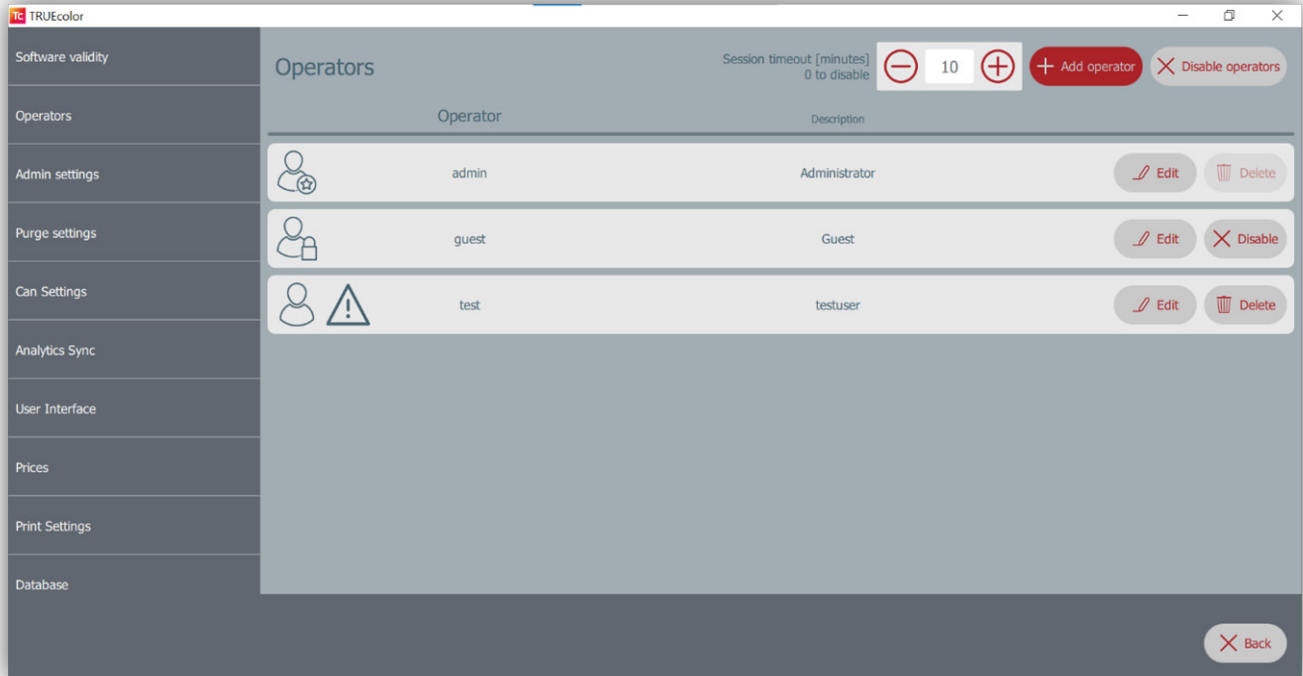 Tc TRUEcolor
Software validity
Operators
Admin settings
Purge settings
Can Settings
Analytics Sync
User Interface
Prices
Print Settings
Database
Operators
Session timeout [minutes]
0 to disable
10
Add operator
Disable operators
Operator Description
admin Administrator Edit Delete
guest Guest Edit Disable
test testuser Edit Delete
Back